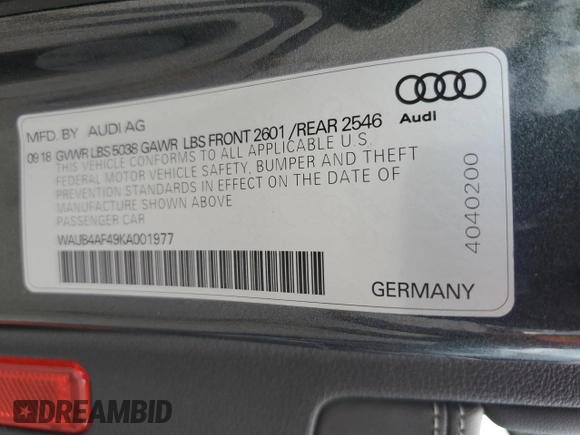 MFD. BY AUDI AG
Audi
09 18 GVWR LBS 5038 GAWR LBS FRONT 2601 /REAR 2546
THIS VEHICLE CONFORMS TO ALL APPLICABLE U.S.
FEDERAL MOTOR VEHICLE SAFETY, BUMPER AND THEFT
PREVENTION STANDARDS IN EFFECT ON THE DATE OF
MANUFACTURE SHOWN ABOVE
PASSENGER CAR
WAUB4AF49KA001977
4040200
GERMANY
DREAMBID